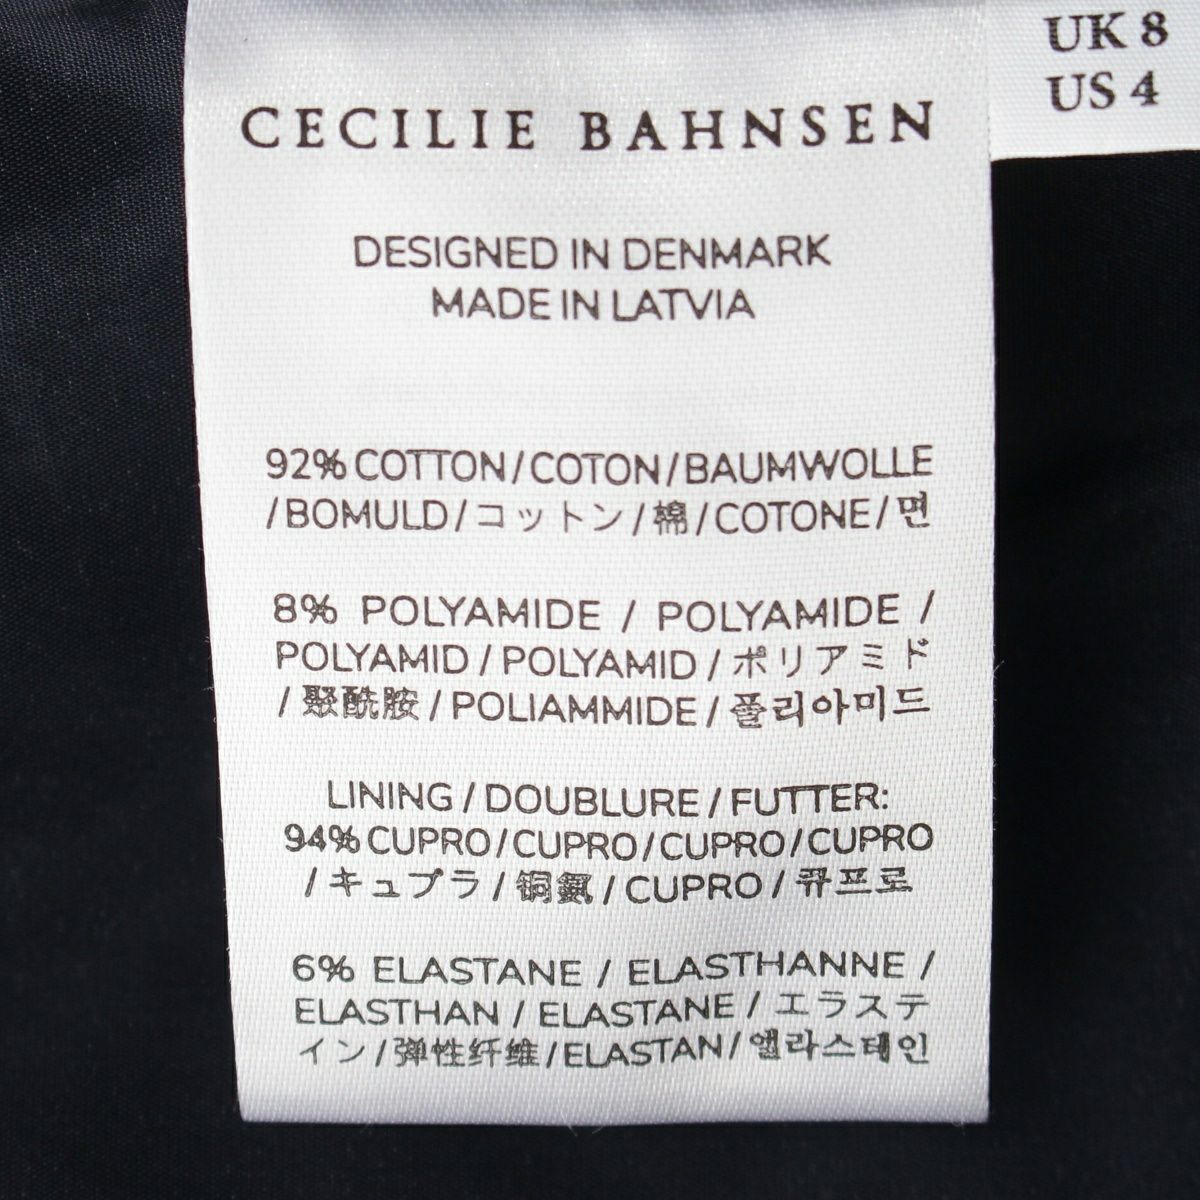 UK 8
US 4
CECILIE BAHNSEN
DESIGNED IN DENMARK
MADE IN LATVIA
92% COTTON/COTON/BAUMWOLLE
/BOMULD/コットン/棉/COTONE/면
8% POLYAMIDE / POLYAMIDE /
POLYAMID/POLYAMID/ポリアミド
/聚酰胺/POLIAMMIDE/폴리아미드
LINING/DOUBLURE/FUTTER:
94% CUPRO/CUPRO/CUPRO/CUPRO
/キュプラ/铜氨/CUPRO/큐프로
6% ELASTANE / ELASTHANNE /
ELASTHAN / ELASTANE / エラステ
イン/弹性纤维/ELASTAN/엘라스테인